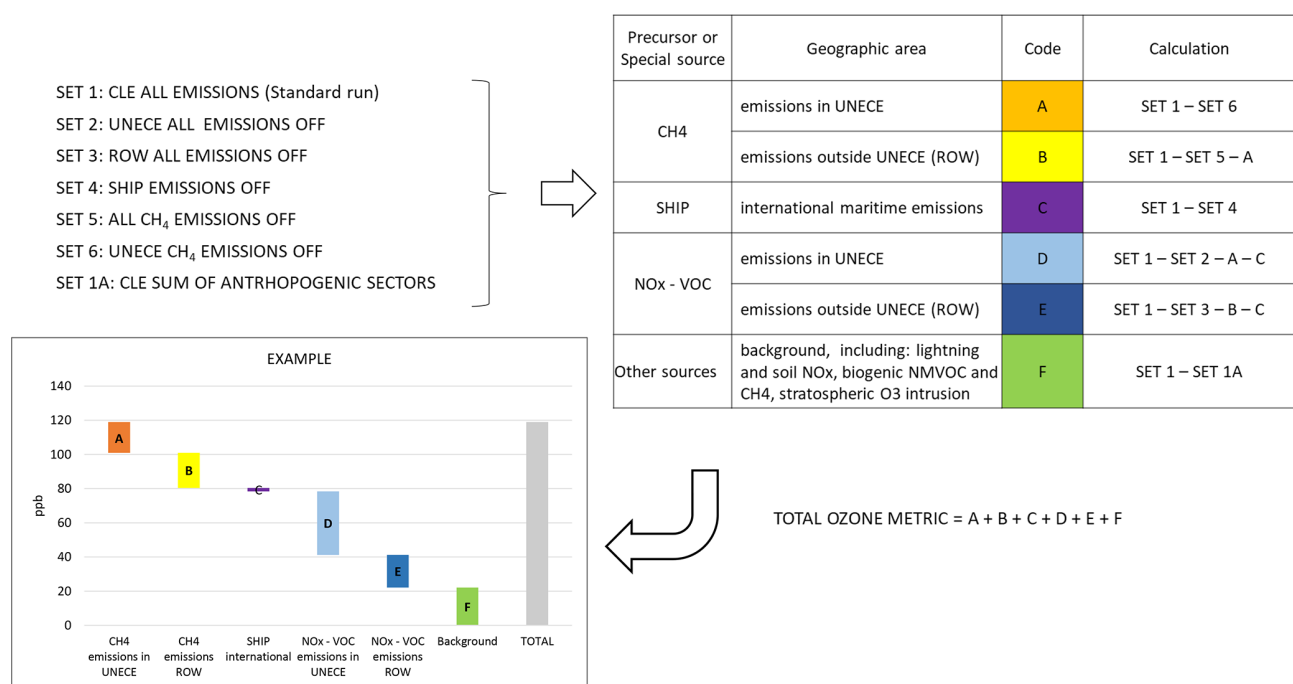 SET 1: CLE ALL EMISSIONS (Standard run)
SET 2: UNECE ALL  EMISSIONS OFF
SET 3: ROW ALL EMISSIONS OFF
SET 4: SHIP EMISSIONS OFF
SET 5: ALL CH₄ EMISSIONS OFF
SET 6: UNECE CH₄ EMISSIONS OFF
SET 1A: CLE SUM OF ANTRHOPOGENIC SECTORS
Precursor or
Special source
Geographic area
Code
Calculation
CH4
emissions in UNECE
A
SET 1 – SET 6
emissions outside UNECE (ROW)
B
SET 1 – SET 5 – A
SHIP
international maritime emissions
C
SET 1 – SET 4
NOx - VOC
emissions in UNECE
D
SET 1 – SET 2 – A – C
emissions outside UNECE (ROW)
E
SET 1 – SET 3 – B – C
Other sources
background,  including: lightning
and soil NOx, biogenic NMVOC and
CH4, stratospheric O3 intrusion
F
SET 1 – SET 1A
TOTAL OZONE METRIC = A + B + C + D + E + F
EXAMPLE
ppb
140
120
100
80
60
40
20
0
A
B
C
D
E
F
CH4
emissions in
UNECE
CH4
emissions
ROW
SHIP
international
NOx - VOC
emissions in
UNECE
NOx - VOC
emissions
ROW
Background
TOTAL